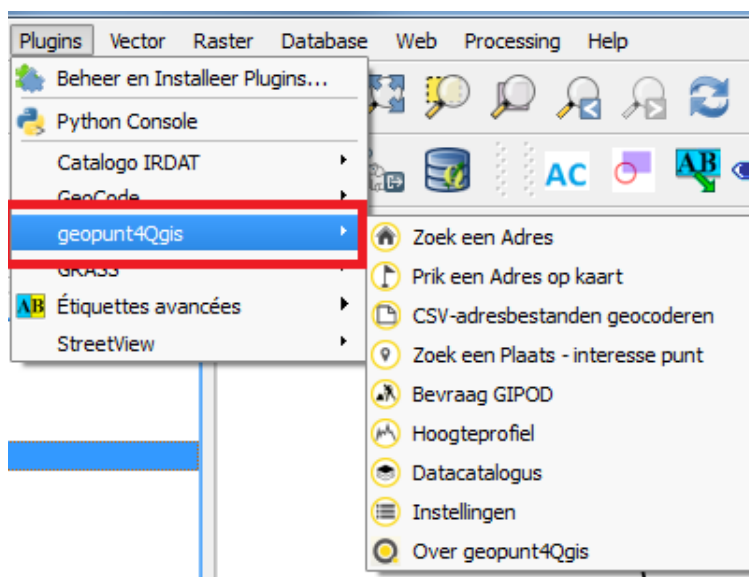 Plugins Vector Raster Database Web Processing Help
Beheer en Installeer Plugins...
Python Console
Catalogo IRDAT
GeoCode
geopunt4Qgis
GRASS
AB Étiquettes avancées
StreetView
AC
AB
Zoek een Adres
Prik een Adres op kaart
CSV-adresbestanden geocoderen
Zoek een Plaats - interesse punt
Bevraag GIPOD
Hoogteprofiel
Datacatalogus
Instellingen
Over geopunt4Qgis